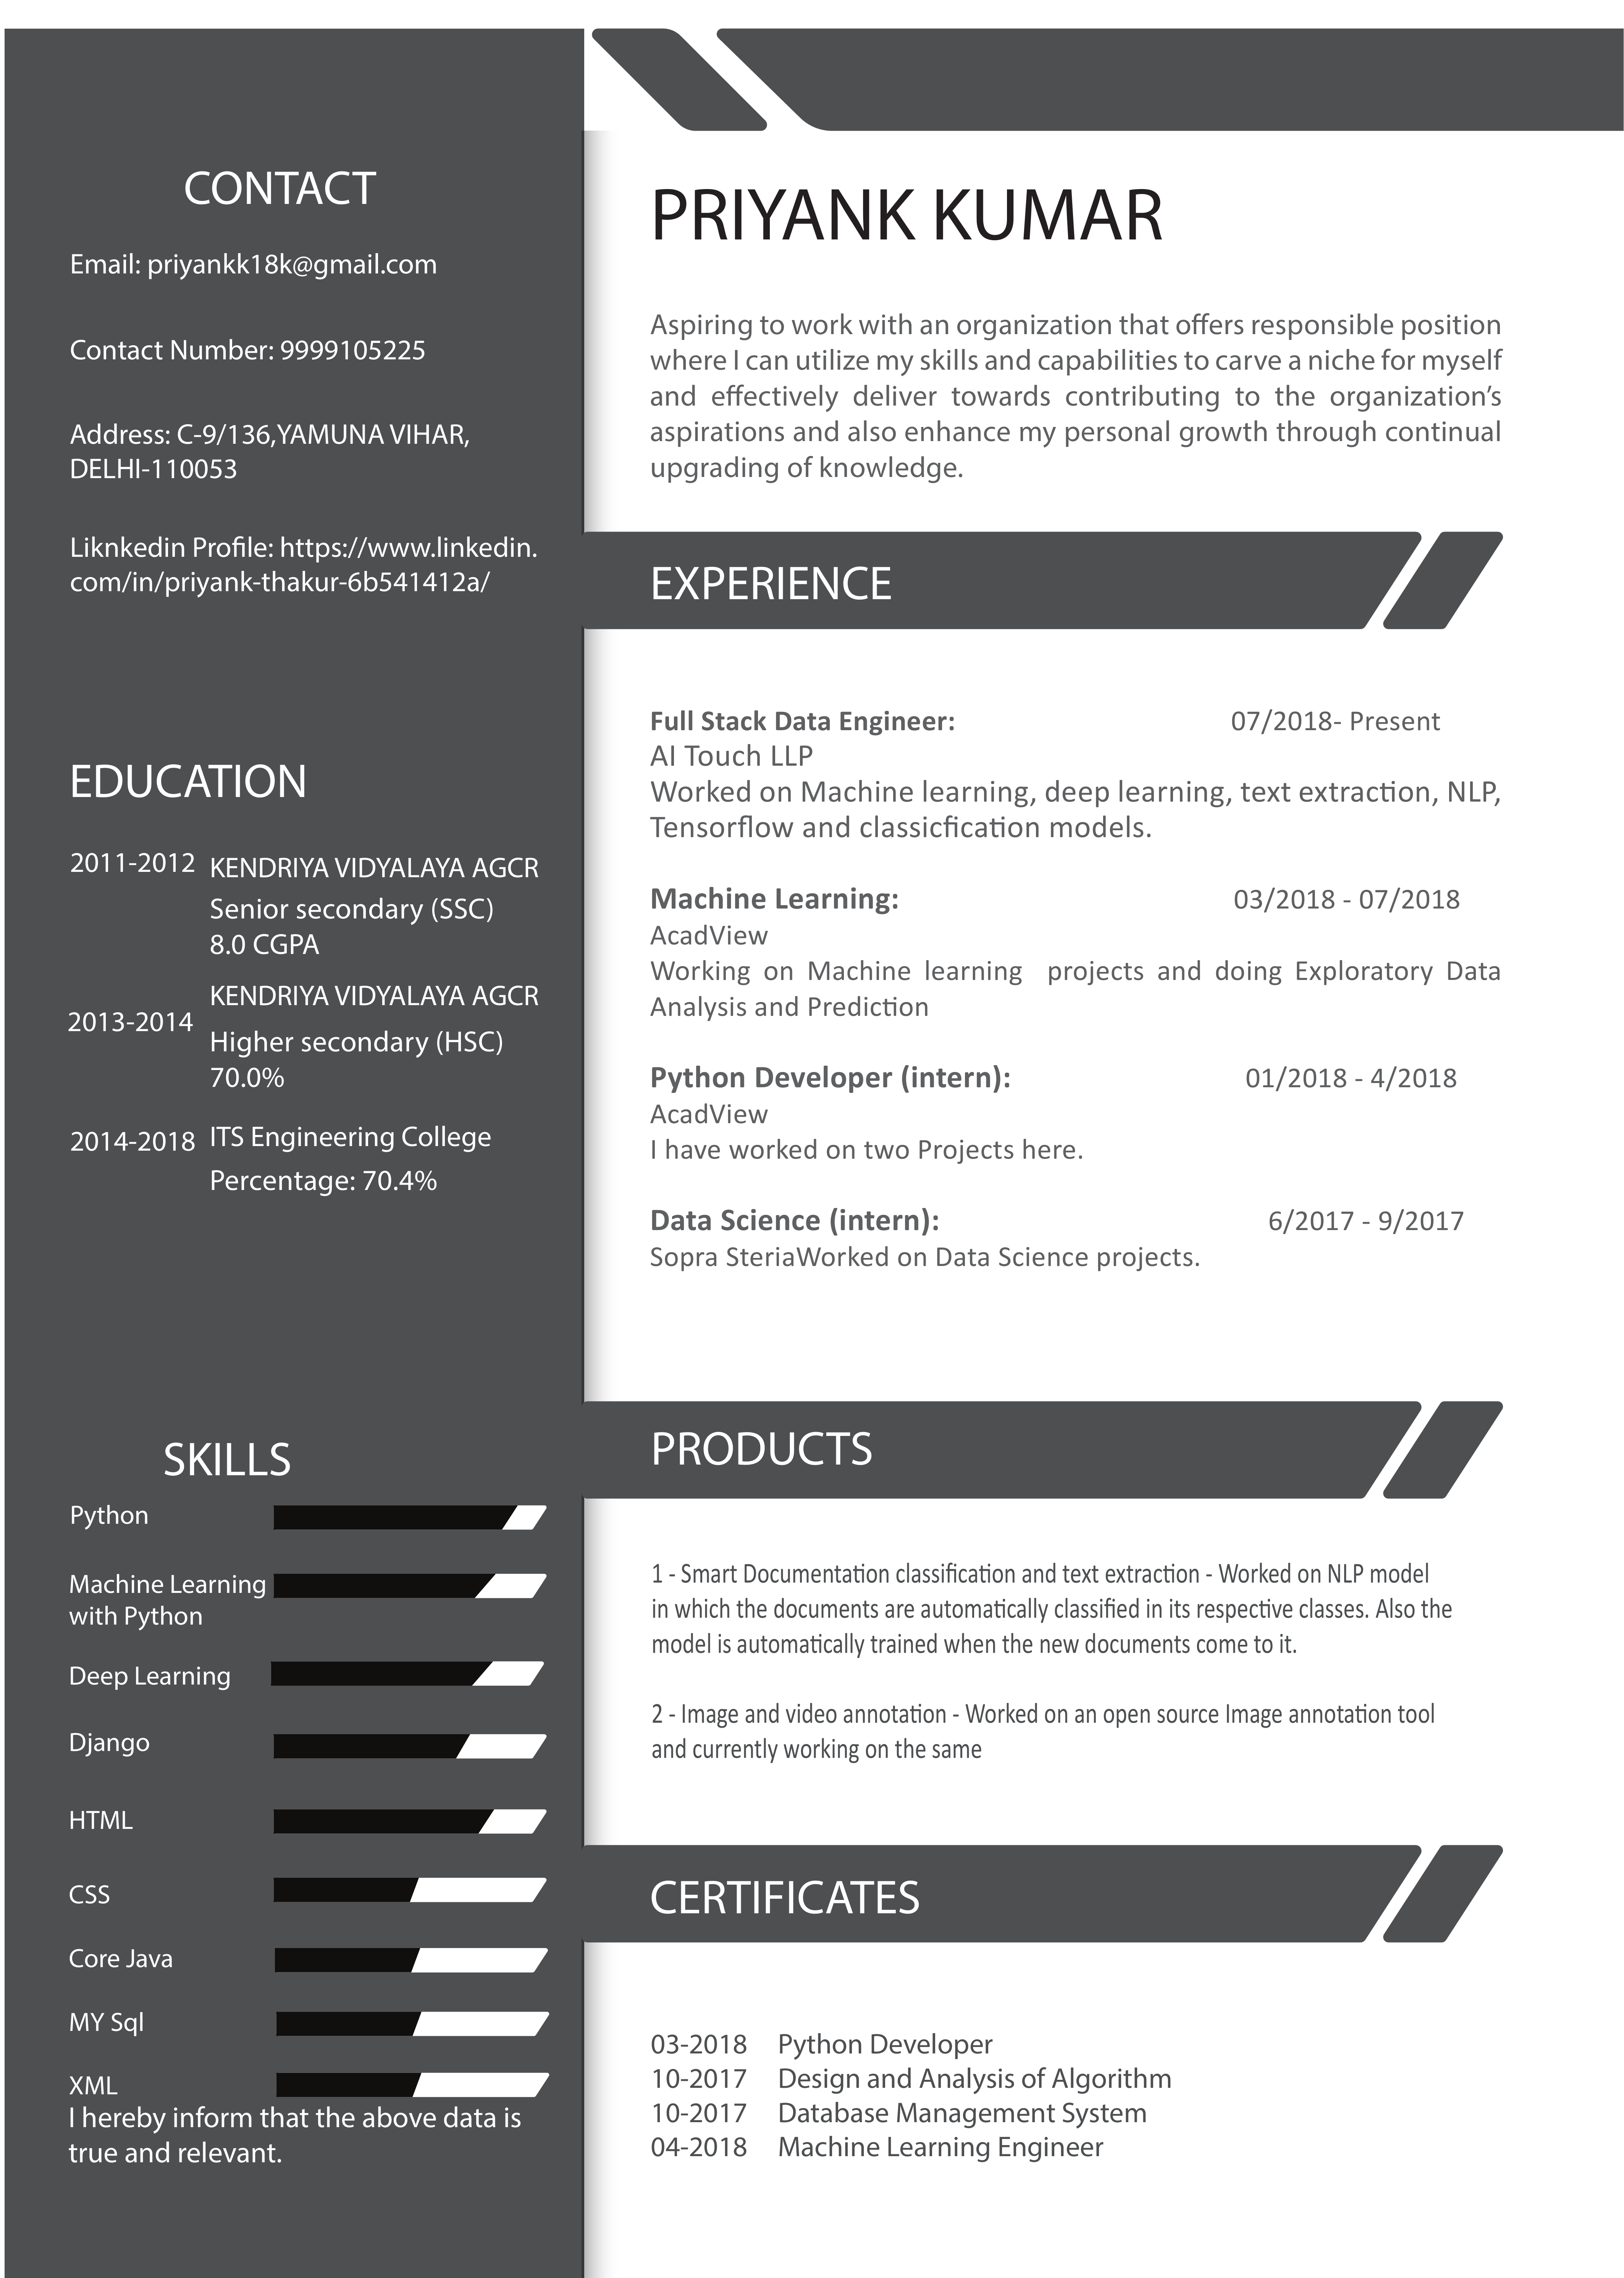 CONTACT
Email: priyankk18k@gmail.com
Contact Number: 9999105225
Address: C-9/136,YAMUNA VIHAR,
DELHI-110053
Liknkedin Profile: https://www.linkedin.
com/in/priyank-thakur-6b541412a/
EDUCATION
2011-2012 KENDRIYA VIDYALAYA AGCR
Senior secondary (SSC)
8.0 CGPA
KENDRIYA VIDYALAYA AGCR
2013-2014
Higher secondary (HSC)
70.0%
2014-2018 ITS Engineering College
Percentage: 70.4%
SKILLS
Python
Machine Learning
with Python
Deep Learning
Django
HTML
CSS
Core Java
MY Sql
XML
I hereby inform that the above data is
true and relevant.
PRIYANK KUMAR
Aspiring to work with an organization that offers responsible position
where I can utilize my skills and capabilities to carve a niche for myself
and effectively deliver towards contributing to the organization’s
aspirations and also enhance my personal growth through continual
upgrading of knowledge.
EXPERIENCE
Full Stack Data Engineer: 07/2018- Present
AI Touch LLP
Worked on Machine learning, deep learning, text extraction, NLP,
Tensorflow and classicfication models.
Machine Learning: 03/2018 - 07/2018
AcadView
Working on Machine learning projects and doing Exploratory Data
Analysis and Prediction
Python Developer (intern): 01/2018 - 4/2018
AcadView
I have worked on two Projects here.
Data Science (intern): 6/2017 - 9/2017
Sopra SteriaWorked on Data Science projects.
PRODUCTS
1 - Smart Documentation classification and text extraction - Worked on NLP model
in which the documents are automatically classified in its respective classes. Also the
model is automatically trained when the new documents come to it.
2 - Image and video annotation - Worked on an open source Image annotation tool
and currently working on the same
CERTIFICATES
03-2018 Python Developer
10-2017 Design and Analysis of Algorithm
10-2017 Database Management System
04-2018 Machine Learning Engineer